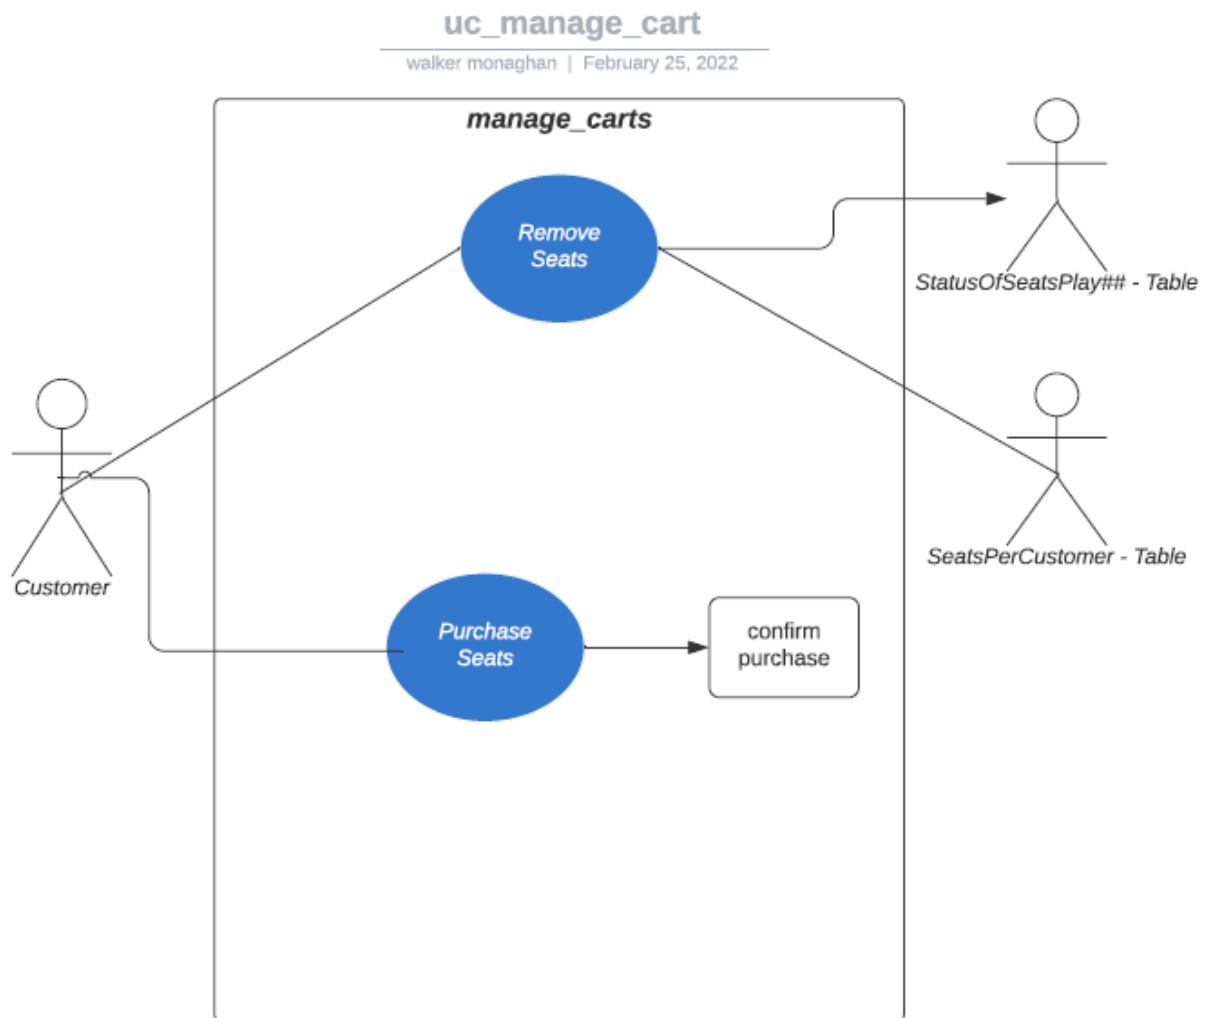 uc_manage_cart
walker monaghan | February 25, 2022
manage_carts
Remove
Seats
StatusOfSeatsPlay## - Table
SeatsPerCustomer - Table
Customer
Purchase
Seats
confirm
purchase